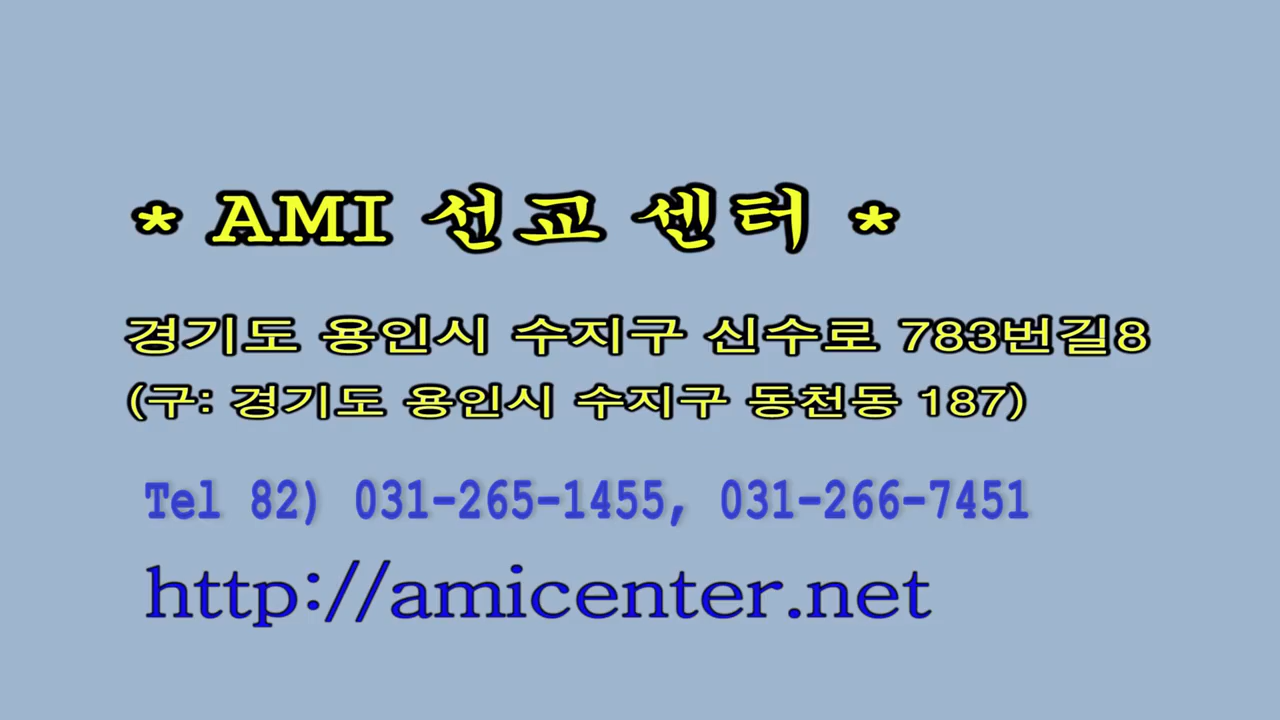 * AMI 선교 센터 *
경기도 용인시 수지구 신수로 783번길8
(구: 경기도 용인시 수지구 동천동 187)
Tel 82) 031-265-1455, 031-266-7451
http://amicenter.net